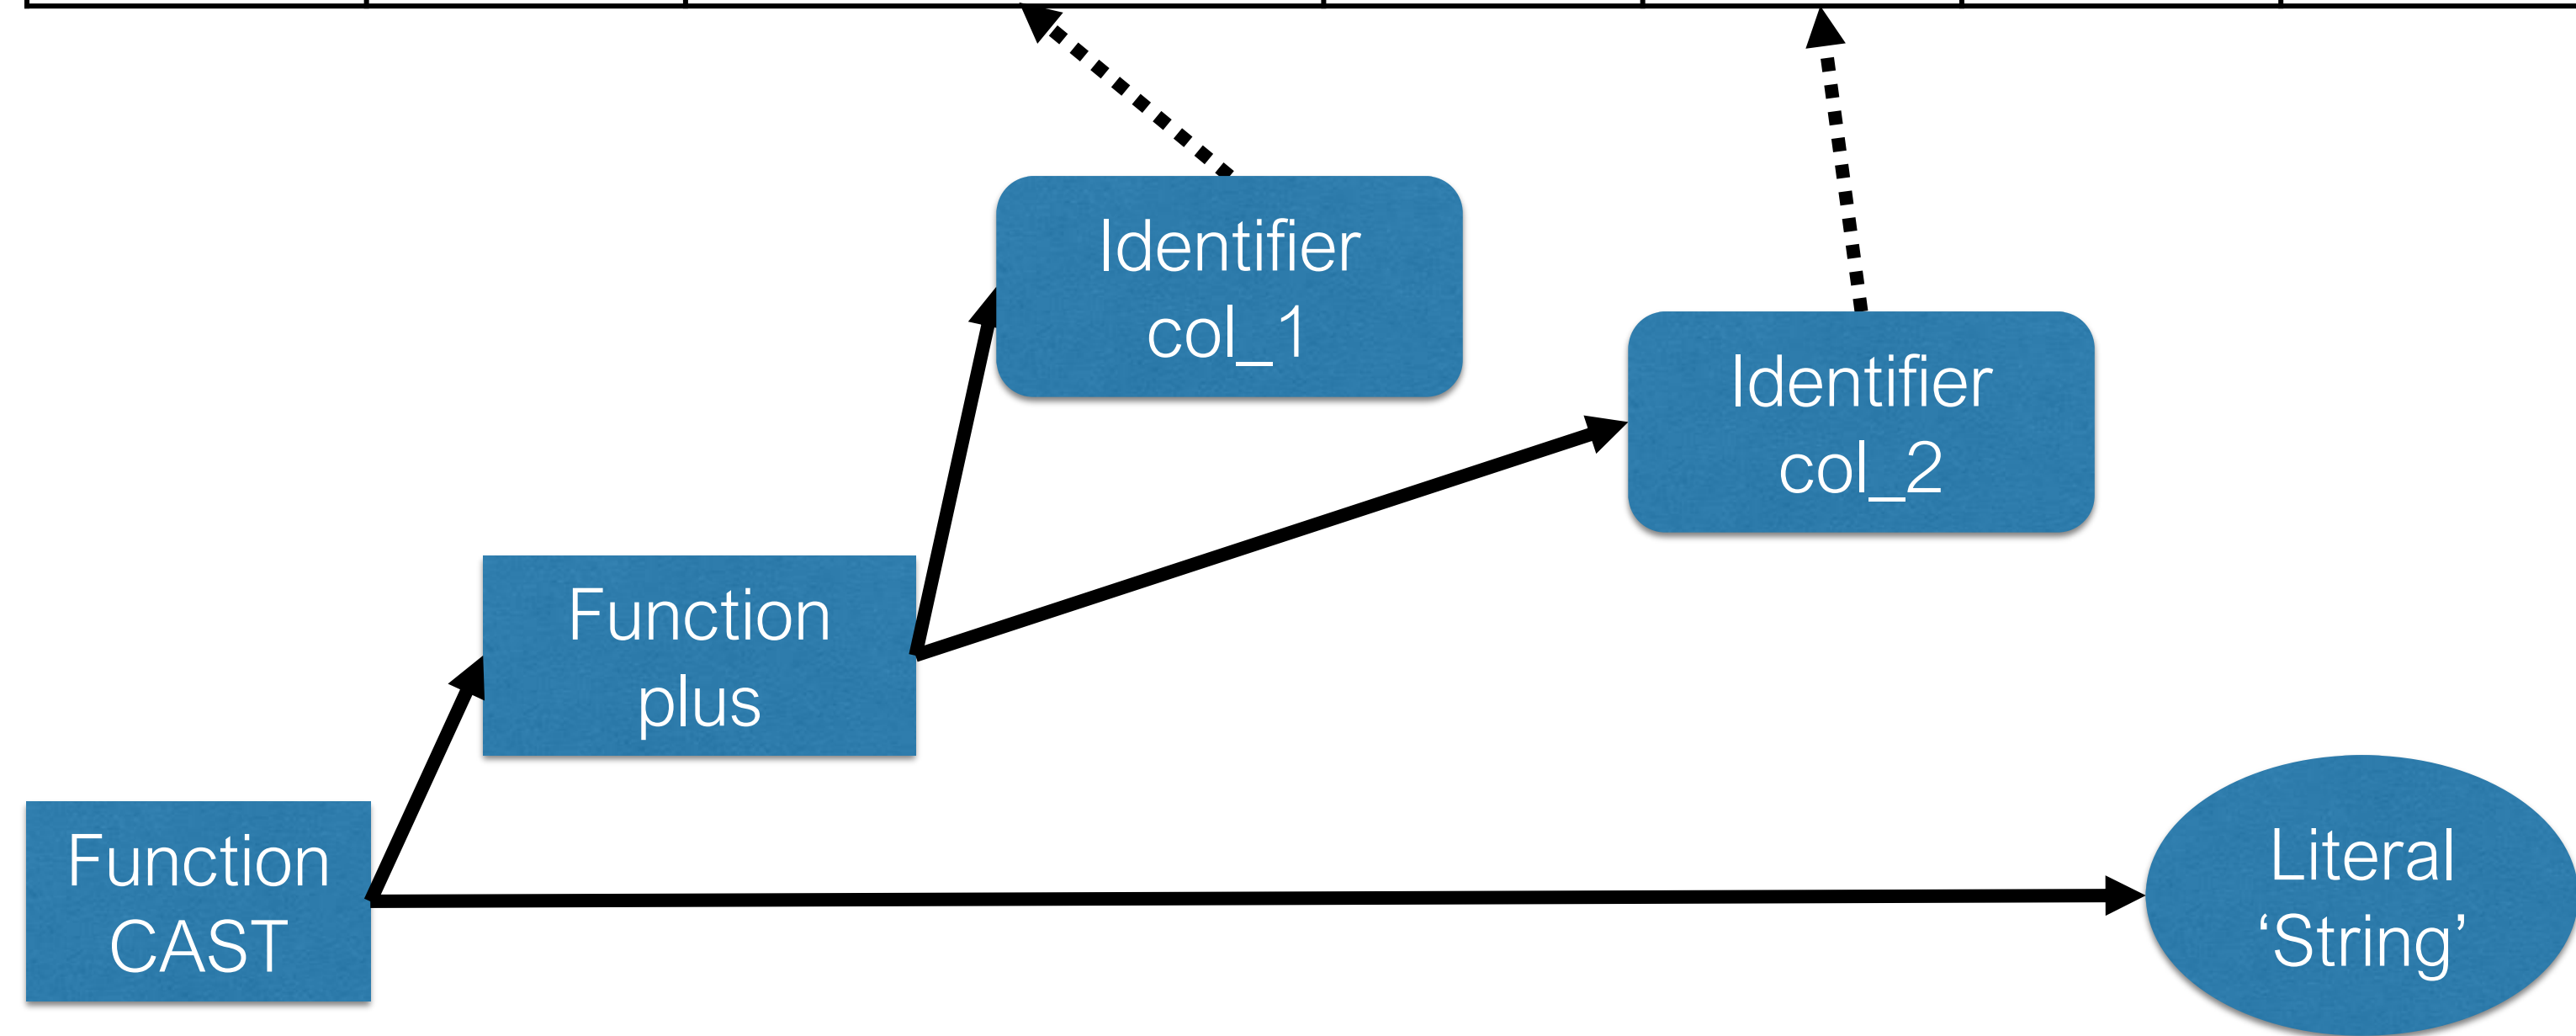 Identifier
col_1
Identifier
col_2
Function
plus
Function
CAST
Literal
‘String’